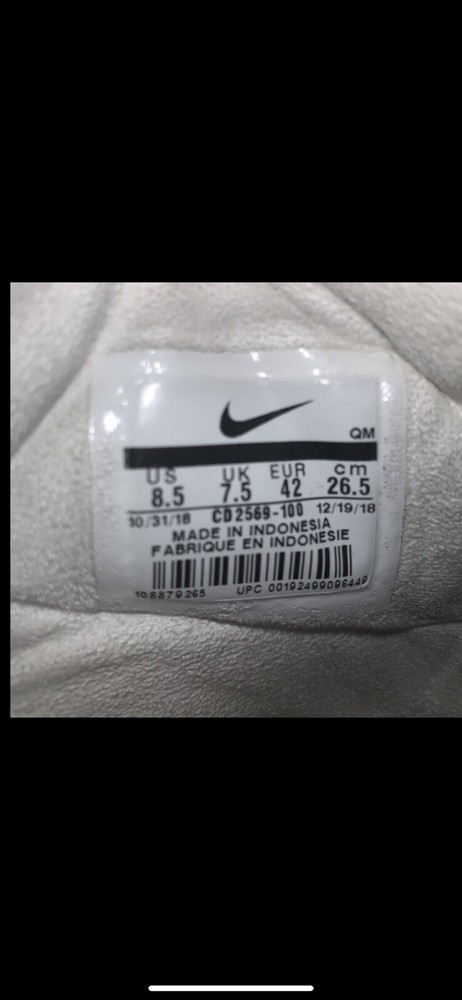 QM
US UK EUR cm
8.5 7.5 42 26.5
10/31/18 CD2569-100 12/19/18
MADE IN INDONESIA
FABRIQUE EN INDONESIE
108879265 UPC 00192499096449